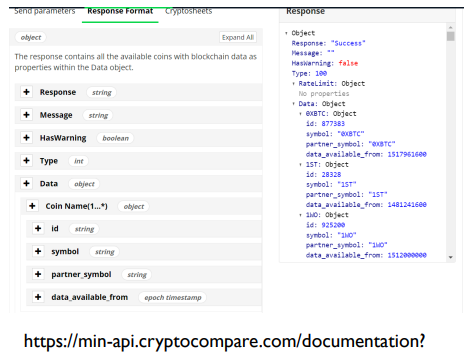 Send parameters Response Format Cryptosheets
object Expand All
The response contains all the available coins with blockchain data as
properties within the Data object.
+ Response string
+ Message string
+ HasWarning boolean
+ Type int
+ Data object
+ Coin Name(1...*) object
+ id string
+ symbol string
+ partner_symbol string
+ data_available_from epoch timestamp
Response
Object
Response: "Success"
Message: ""
HasWarning: false
Type: 100
RateLimit: Object
No properties
Data: Object
0XBTC: Object
id: 877383
symbol: "0XBTC"
partner_symbol: "0XBTC"
data_available_from: 1517961600
1ST: Object
id: 28328
symbol: "1ST"
partner_symbol: "1ST"
data_available_from: 1481241600
1WO: Object
id: 925200
symbol: "1WO"
partner_symbol: "1WO"
data_available_from: 1512000000
https://min-api.cryptocompare.com/documentation?